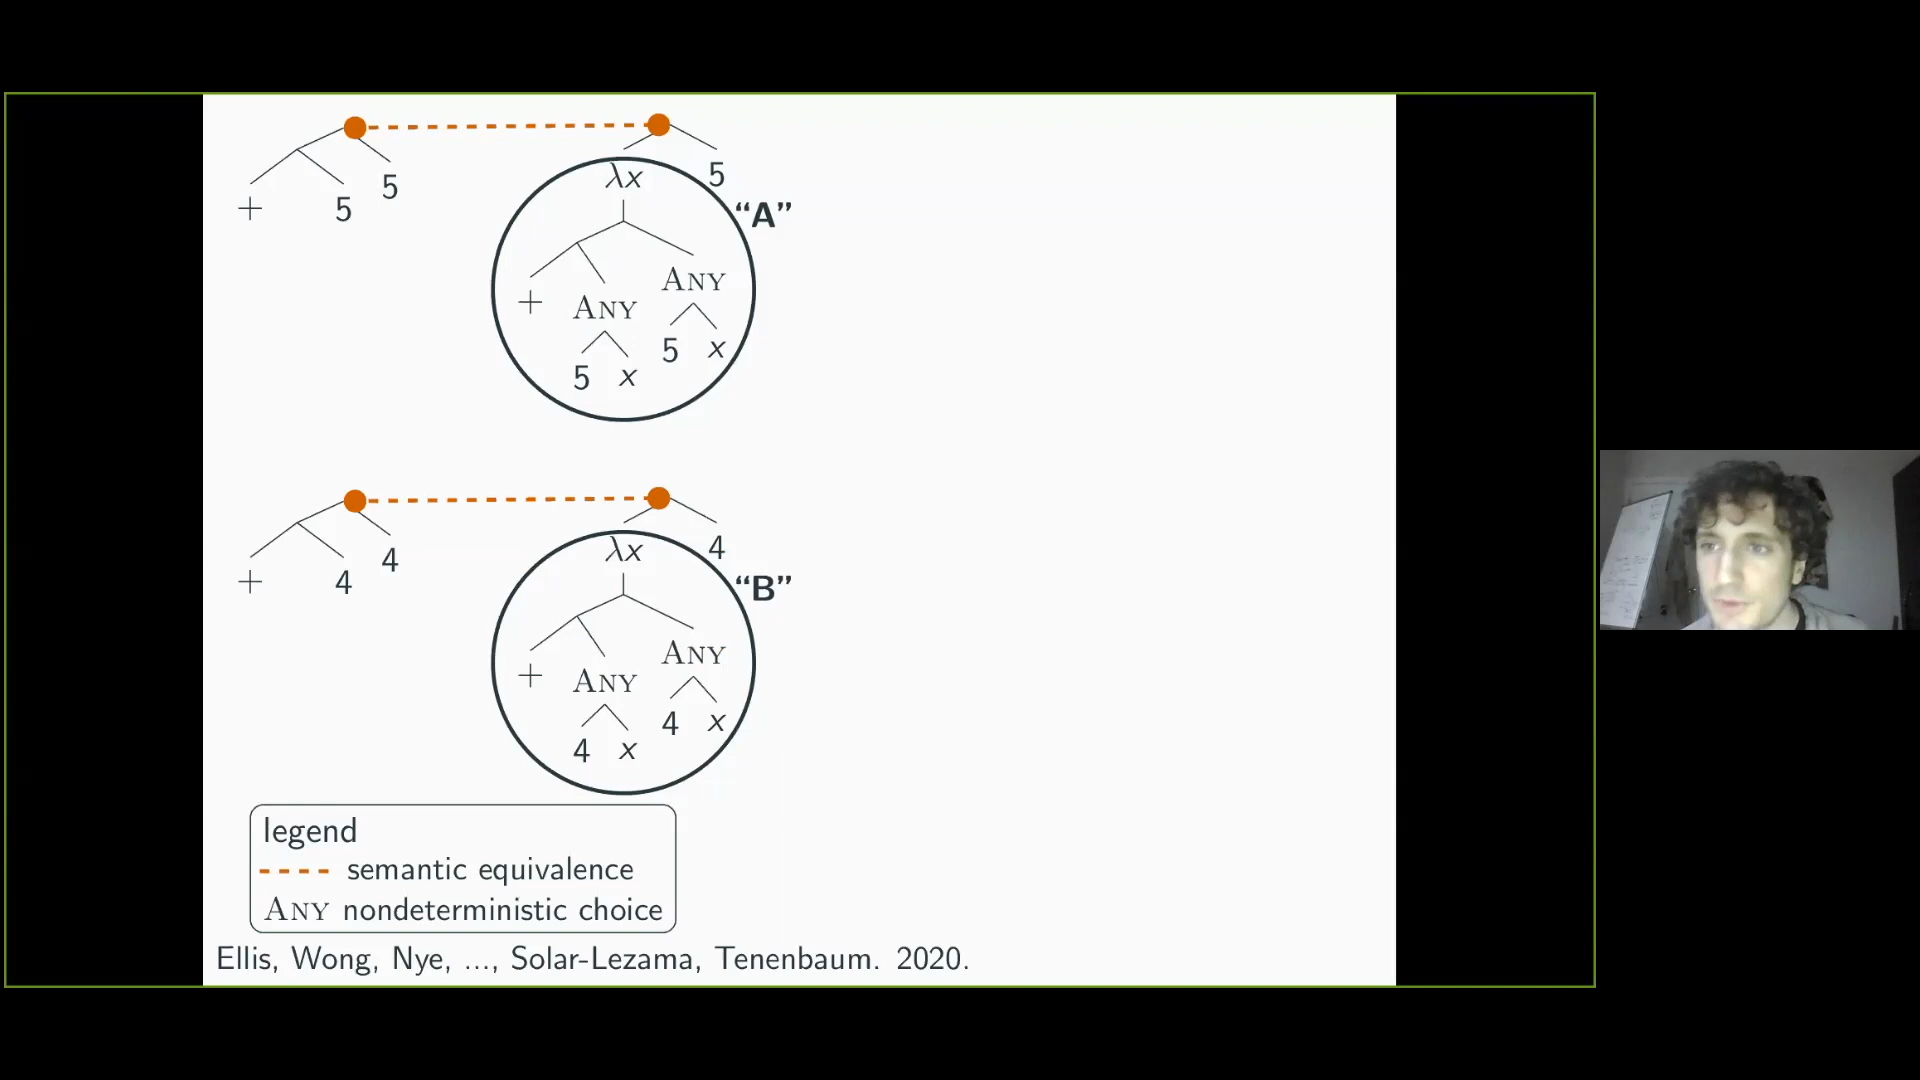 5
+ 5
λx 5
"A"
+ ANY ANY
5 x 5 x
4
+ 4
λx 4
"B"
+ ANY ANY
4 x 4 x
legend
semantic equivalence
ANY nondeterministic choice
Ellis, Wong, Nye, ..., Solar-Lezama, Tenenbaum. 2020.